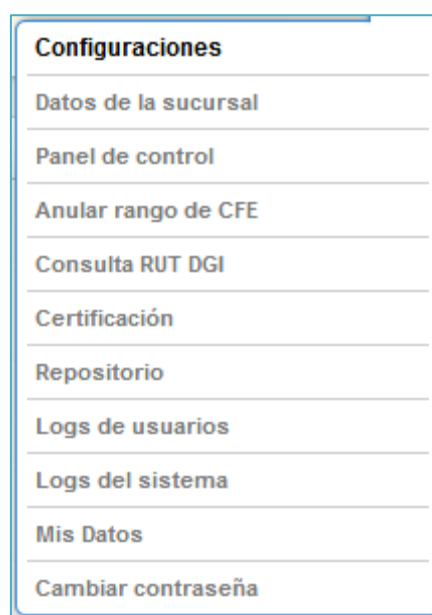 Configuraciones
Datos de la sucursal
Panel de control
Anular rango de CFE
Consulta RUT DGI
Certificación
Repositorio
Logs de usuarios
Logs del sistema
Mis Datos
Cambiar contraseña